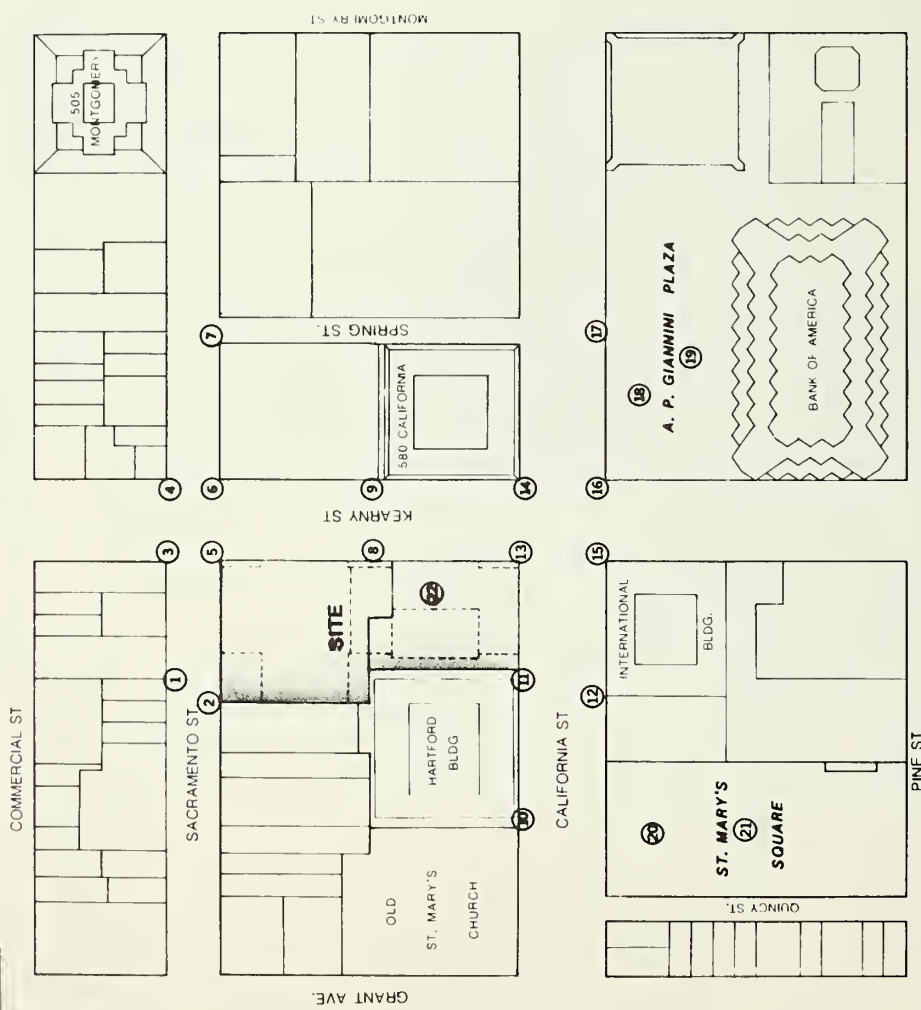 MONTGOMERY ST
COMMERCIAL ST
505
MONTGOMERY
4
3
1
SACRAMENTO ST
2
5
6
7
SPRING ST.
KEARNY ST
SITE
8
9
580 CALIFORNIA
22
HARTFORD
BLDG
10
11
13
14
OLD
ST. MARY'S
CHURCH
GRANT AVE.
CALIFORNIA ST
12
15
16
17
INTERNATIONAL
BLDG.
18
A. P. GIANNINI PLAZA
19
BANK OF AMERICA
20
ST. MARY'S
21
SQUARE
QUINCY ST.
PINE ST